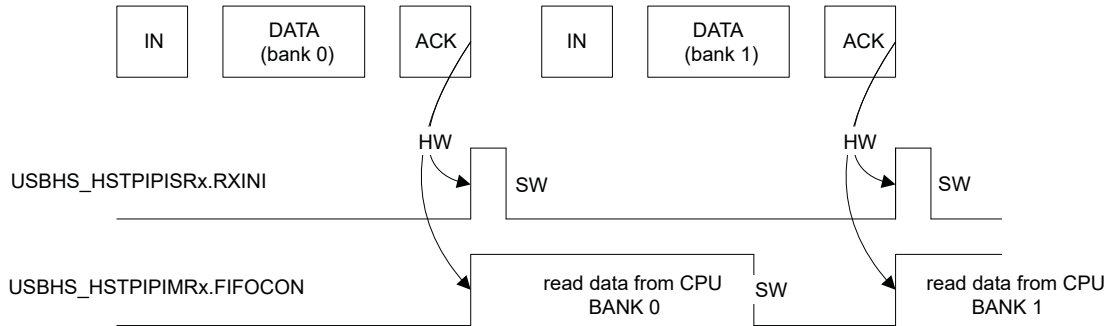 IN
DATA
(bank 0)
ACK
IN
DATA
(bank 1)
ACK
HW
HW
USBHS_HSTPIPISRx.RXINI
SW
SW
USBHS_HSTPIPIMRx.FIFOCON
read data from CPU
BANK 0
SW
read data from CPU
BANK 1